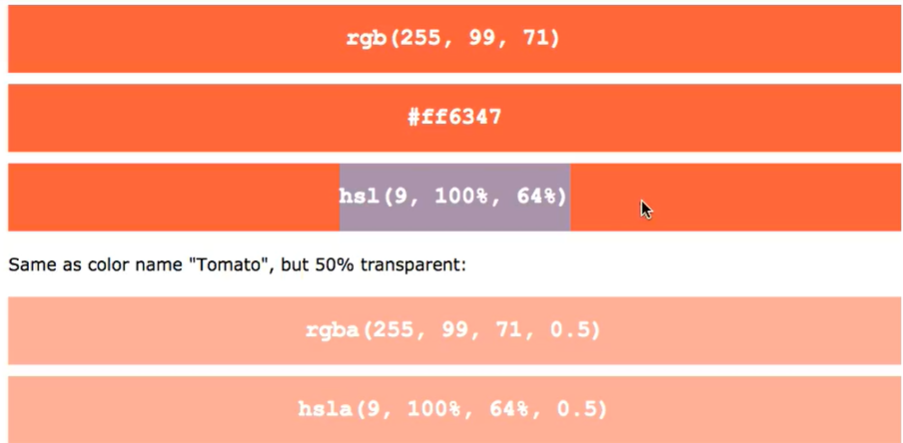 rgb(255, 99, 71)
#ff6347
hsl(9, 100%, 64%)
Same as color name "Tomato", but 50% transparent:
rgba(255, 99, 71, 0.5)
hsla(9, 100%, 64%, 0.5)